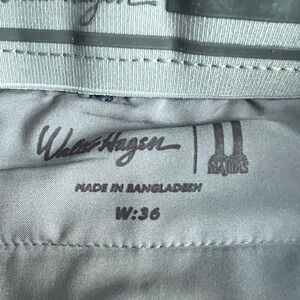 Walter Hagen
11 MAJORS
MADE IN BANGLADESH
W:36